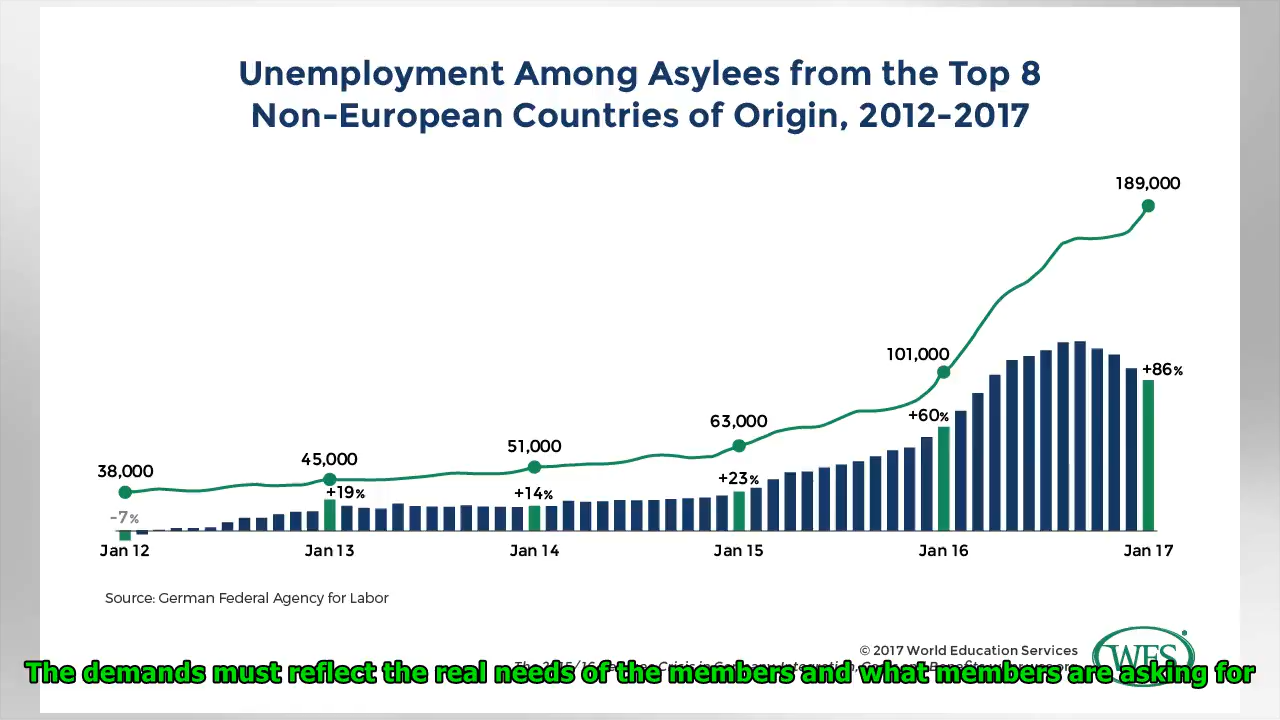 Unemployment Among Asylees from the Top 8
Non-European Countries of Origin, 2012-2017
189,000
101,000
+86%
+60%
63,000
51,000
45,000
38,000
+23%
+19%
+14%
-7%
Jan 12
Jan 13
Jan 14
Jan 15
Jan 16
Jan 17
Source: German Federal Agency for Labor
© 2017 World Education Services
WES
The demands must reflect the real needs of the members and what members are asking for